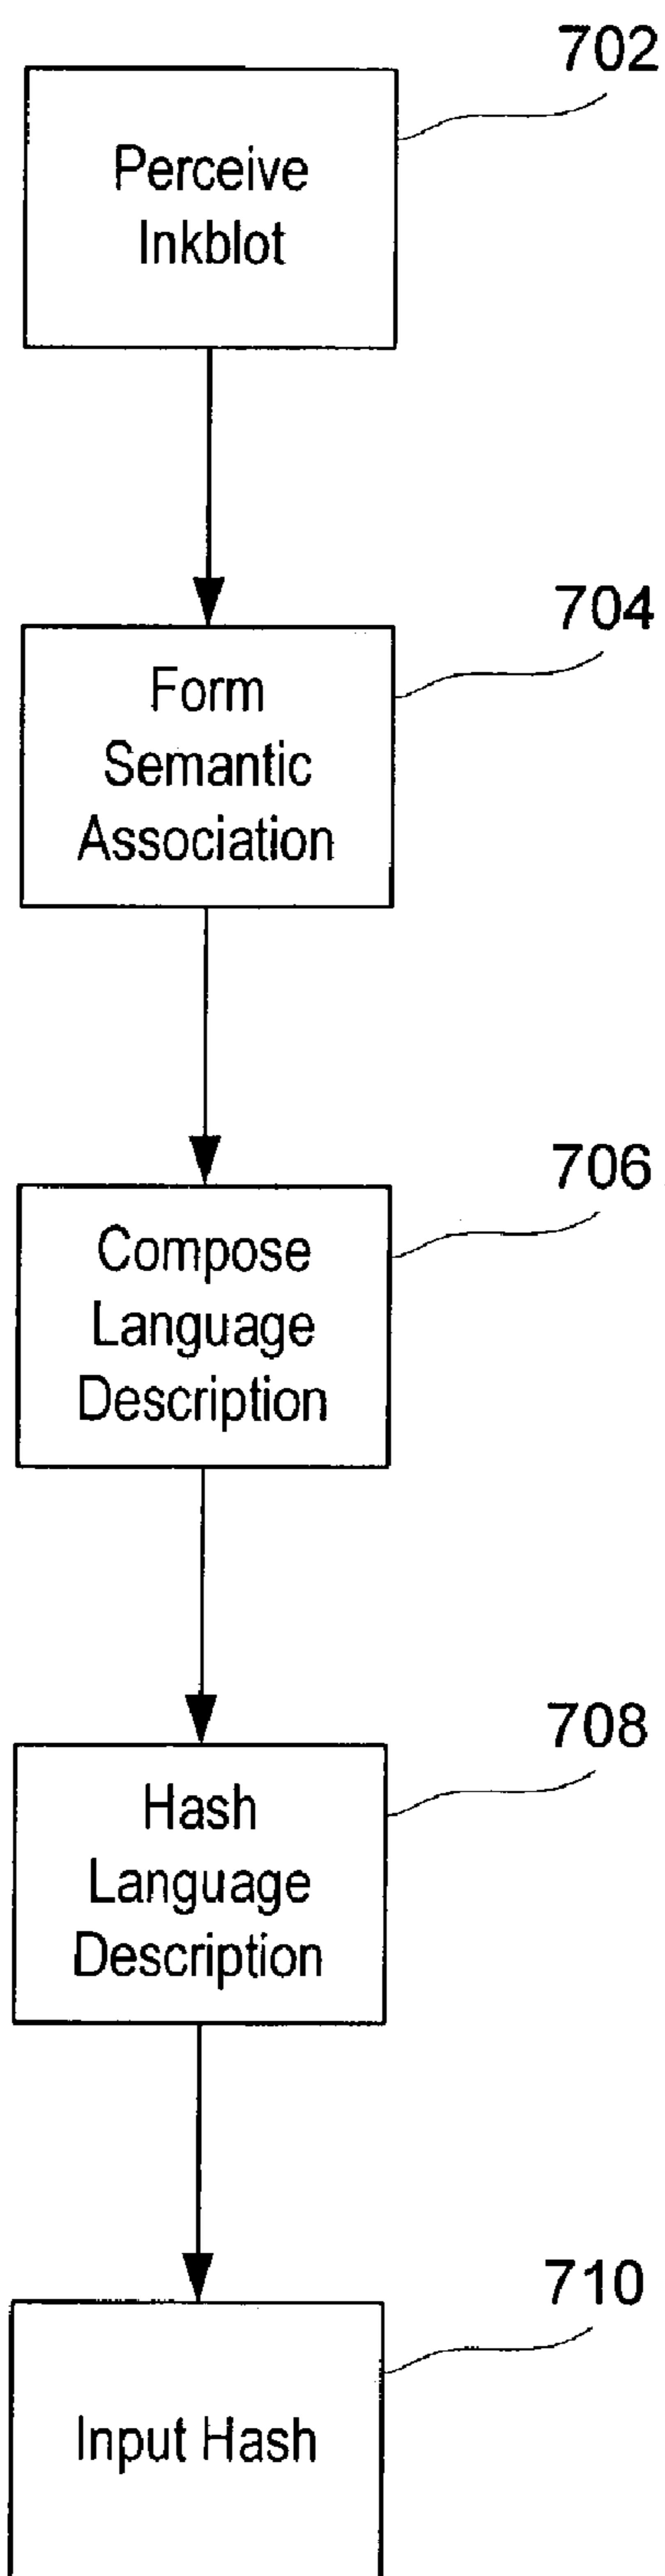 702
Perceive
Inkblot
704
Form
Semantic
Association
706
Compose
Language
Description
708
Hash
Language
Description
710
Input Hash